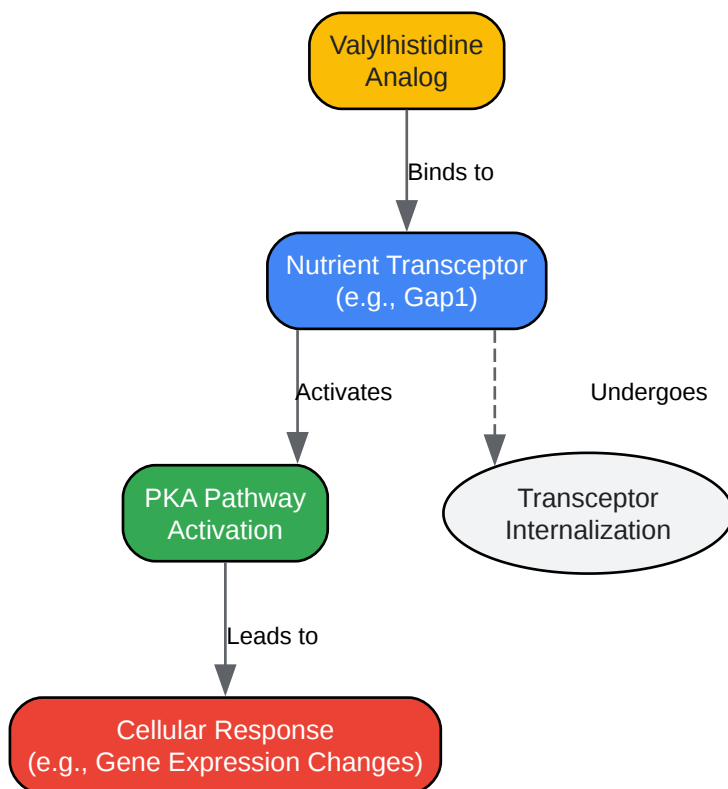 Valylhistidine
Analog
Binds to
Nutrient Transceptor
(e.g., Gap1)
Activates
Undergoes
PKA Pathway
Activation
Transceptor
Internalization
Leads to
Cellular Response
(e.g., Gene Expression Changes)